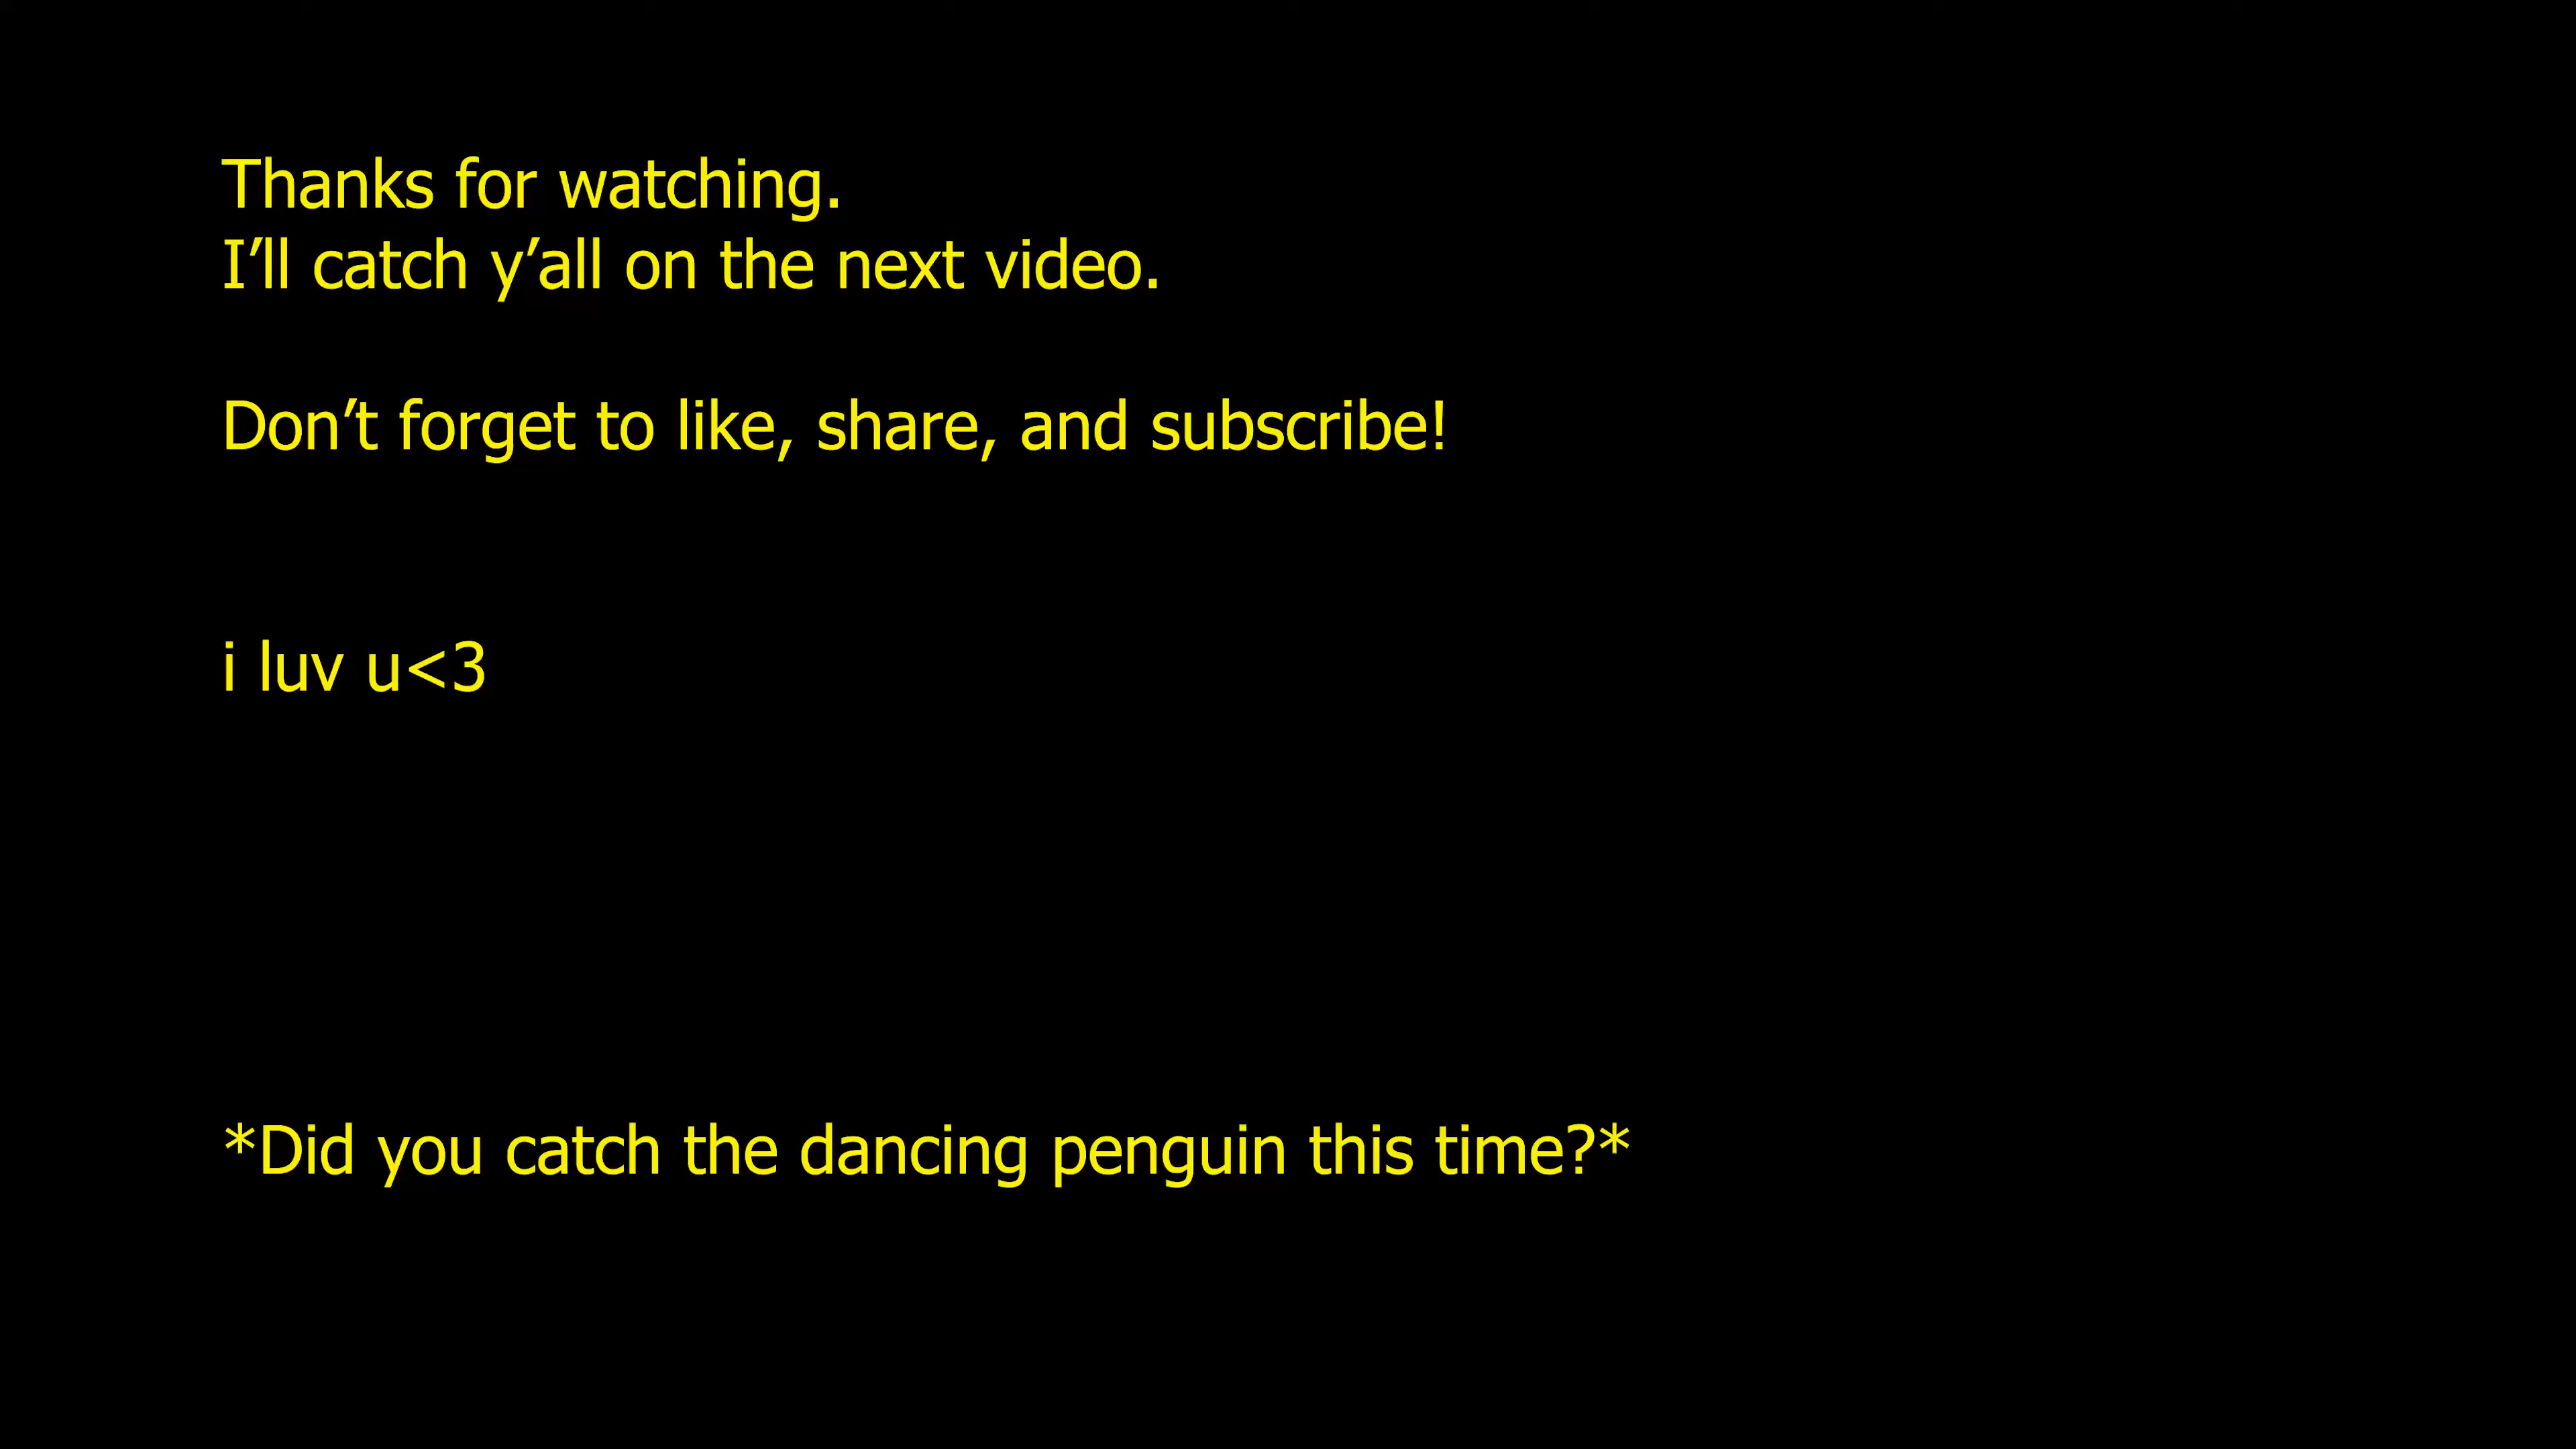 Thanks for watching.
I’ll catch y’all on the next video.
Don’t forget to like, share, and subscribe!
i luv u<3
*Did you catch the dancing penguin this time?*